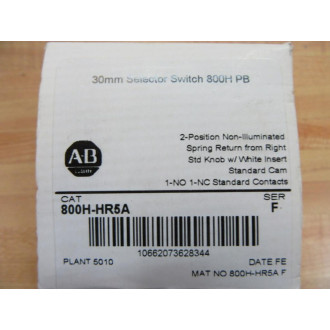 30mm Selector Switch 800H PB
2-Position Non-Illuminated
Spring Return from Right
Std Knob w/ White Insert
Standard Cam
1-NO 1-NC Standard Contacts
AB
CAT
800H-HR5A
SER
F
10662073628344
PLANT 5010
DATE FE
MAT NO 800H-HR5A F